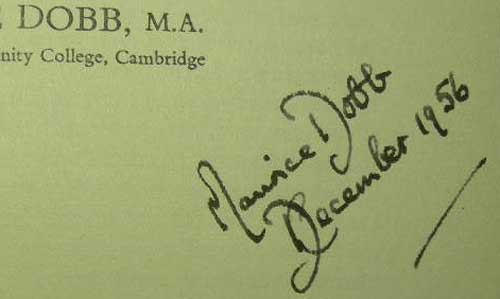 DOBB, M.A.
nity College, Cambridge
Maurice Dobb
December 1956